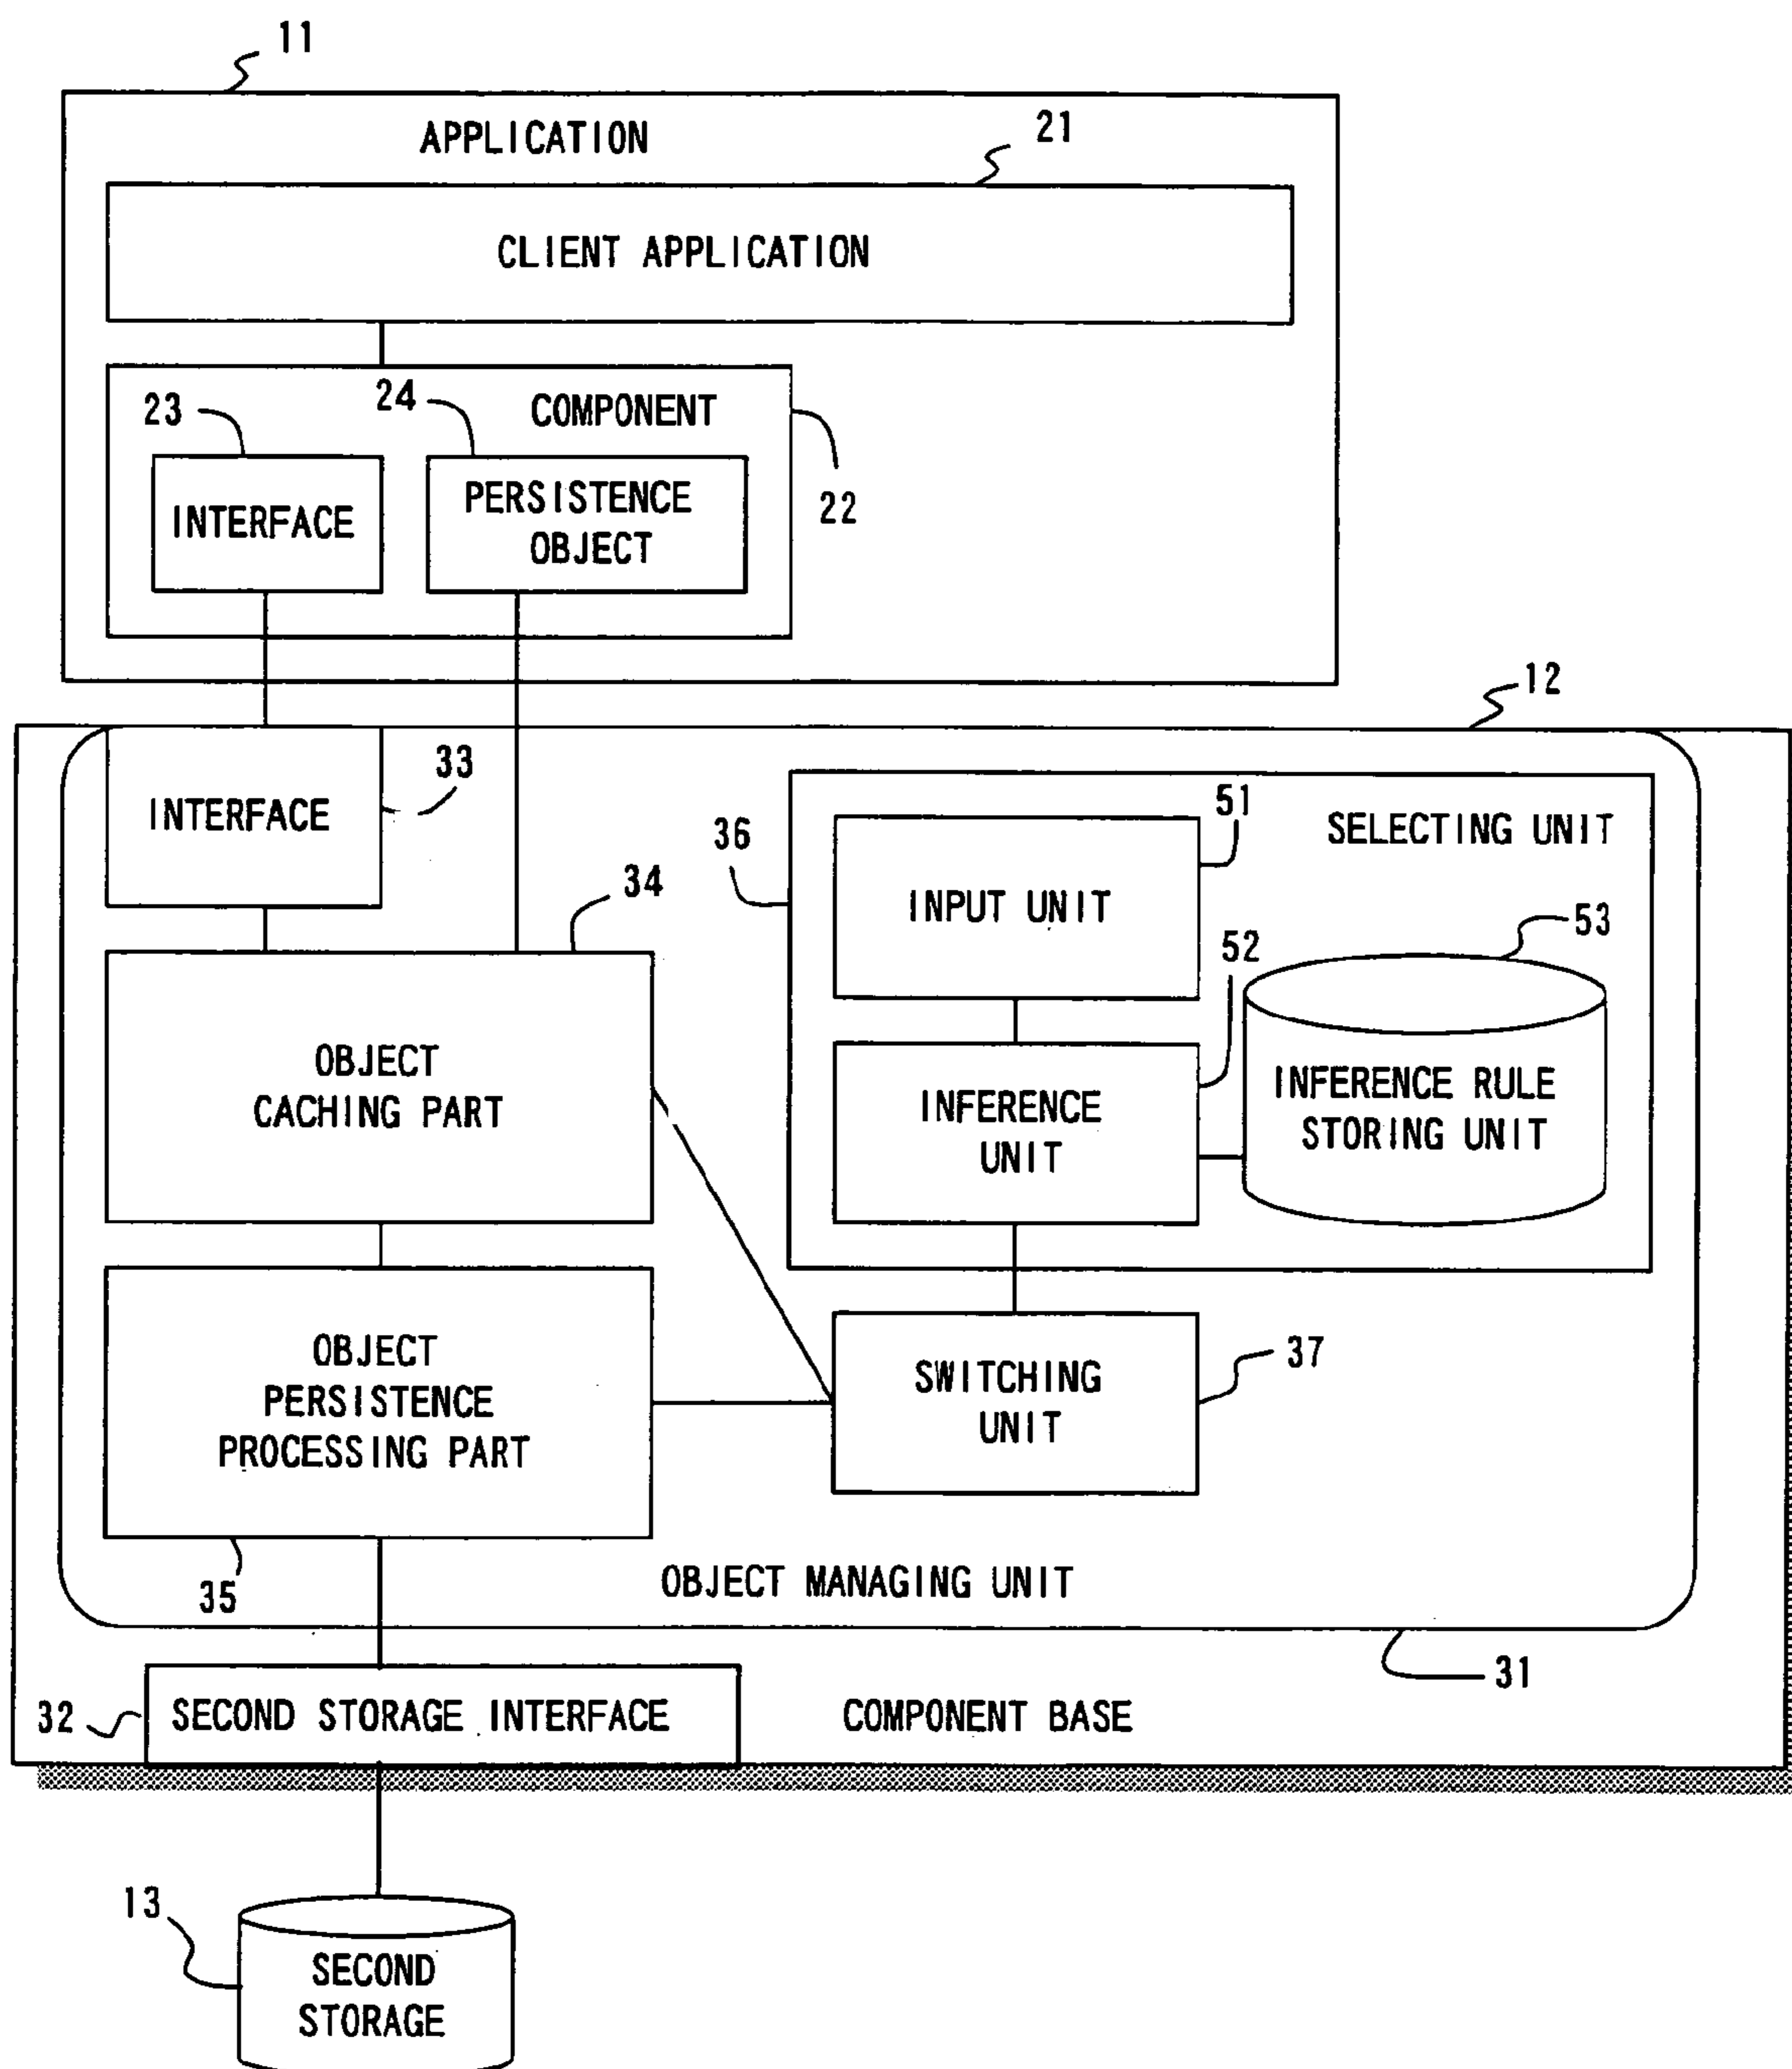 11
APPLICATION
21
CLIENT APPLICATION
23
24
COMPONENT
22
INTERFACE
PERSISTENCE
OBJECT
12
INTERFACE
33
36
51
SELECTING UNIT
INPUT UNIT
34
53
52
OBJECT
CACHING PART
INFERENCE
UNIT
INFERENCE RULE
STORING UNIT
OBJECT
PERSISTENCE
PROCESSING PART
SWITCHING
UNIT
37
35
OBJECT MANAGING UNIT
31
32
SECOND STORAGE INTERFACE
COMPONENT BASE
13
SECOND
STORAGE